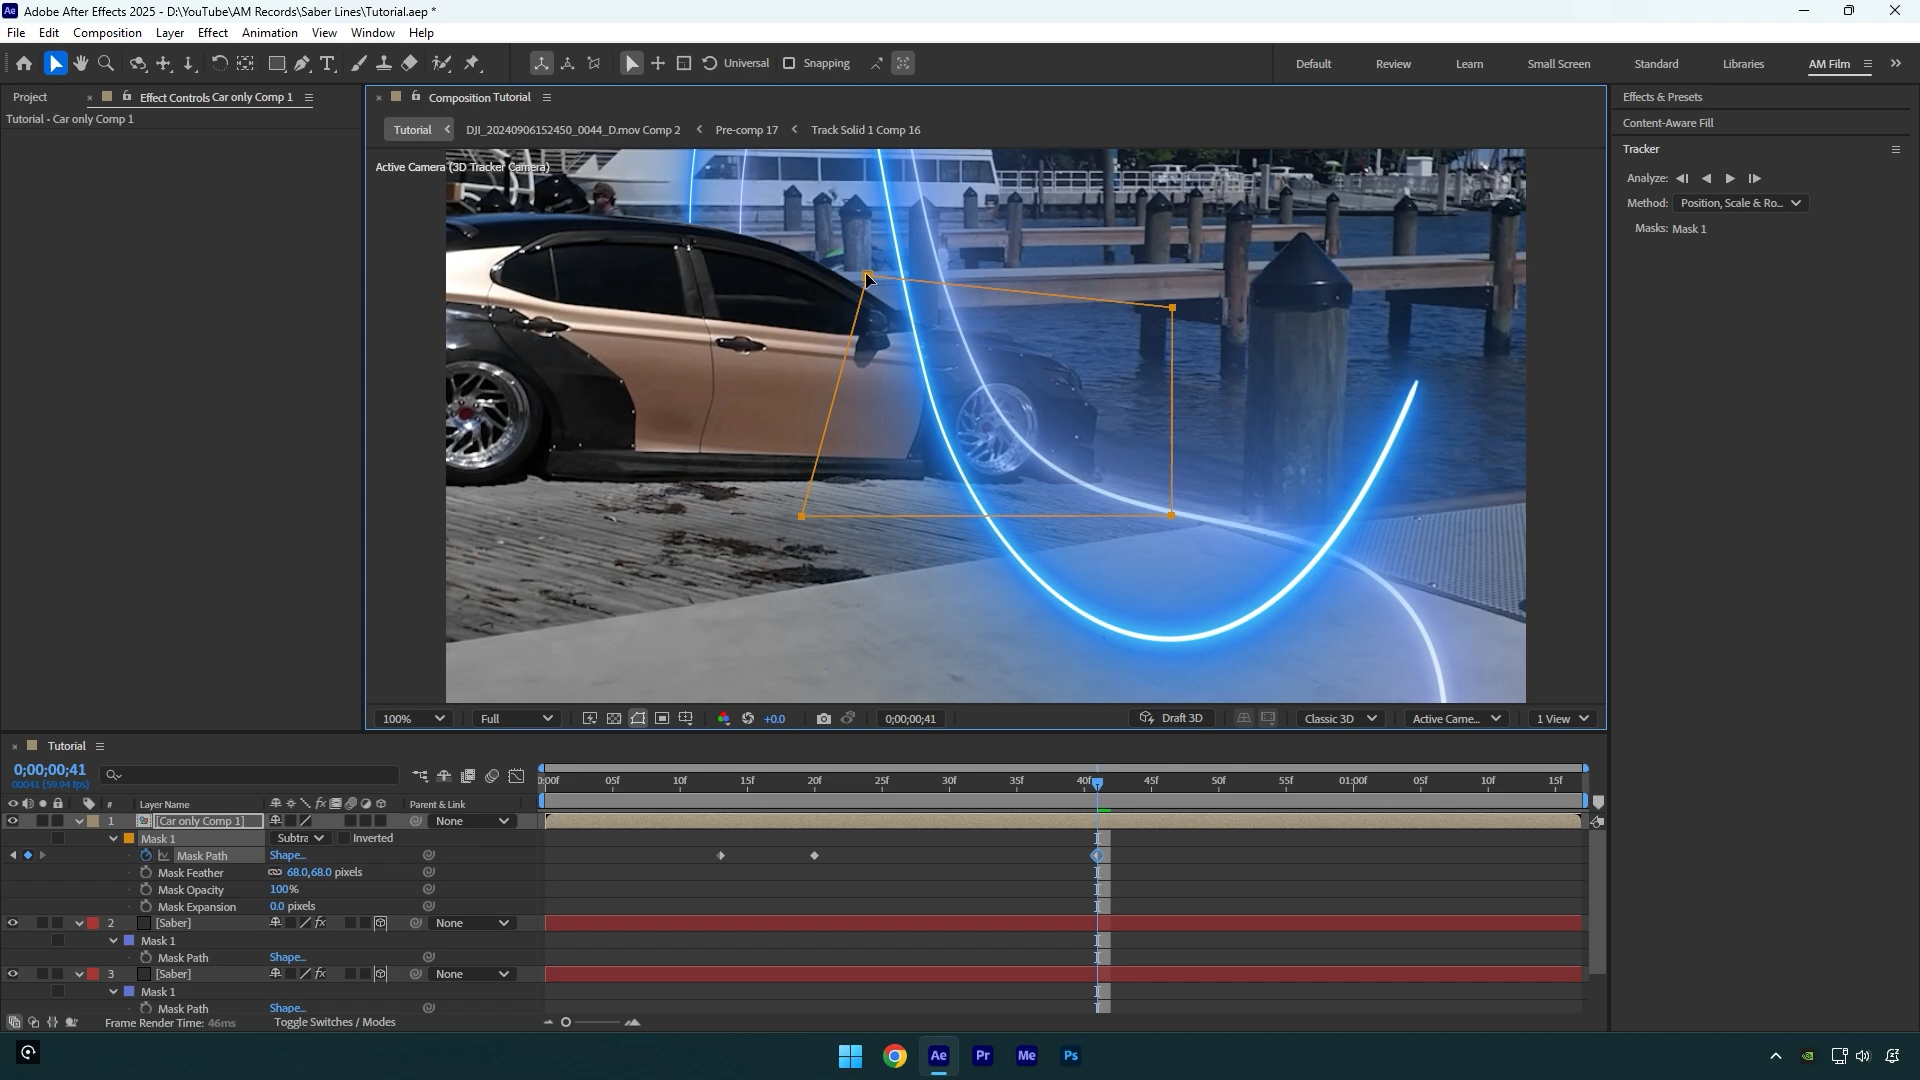 Adobe After Effects 2025 - D:\YouTube\AM Records\Saber Lines\Tutorial.aep *
File Edit Composition Layer Effect Animation View Window Help
Universal Snapping Default Review Learn Small Screen Standard Libraries AM Film
Project Effect Controls Car only Comp 1
Tutorial - Car only Comp 1
Composition Tutorial
Tutorial DJI_20240906152450_0044_D.mov Comp 2 Pre-comp 17 Track Solid 1 Comp 16
Active Camera (3D Tracker Camera)
Effects & Presets
Content-Aware Fill
Tracker
Analyze:
Method: Position, Scale & Ro...
Masks: Mask 1
100% Full +0.0 0;00;00;41 Draft 3D Classic 3D Active Came... 1 View
Tutorial
0;00;00;41
00041 (59.94 fps)
0:00f 05f 10f 15f 20f 25f 30f 35f 40f 45f 50f 55f 01:00f 05f 10f 15f
# Layer Name Parent & Link
1 [Car only Comp 1] None
Mask 1 Subtra Inverted
Mask Path Shape...
Mask Feather 68.0,68.0 pixels
Mask Opacity 100%
Mask Expansion 0.0 pixels
2 [Saber] fx None
Mask 1
Mask Path Shape...
3 [Saber] fx None
Mask 1
Mask Path Shape...
Frame Render Time: 46ms Toggle Switches / Modes
Ae Pr Me Ps